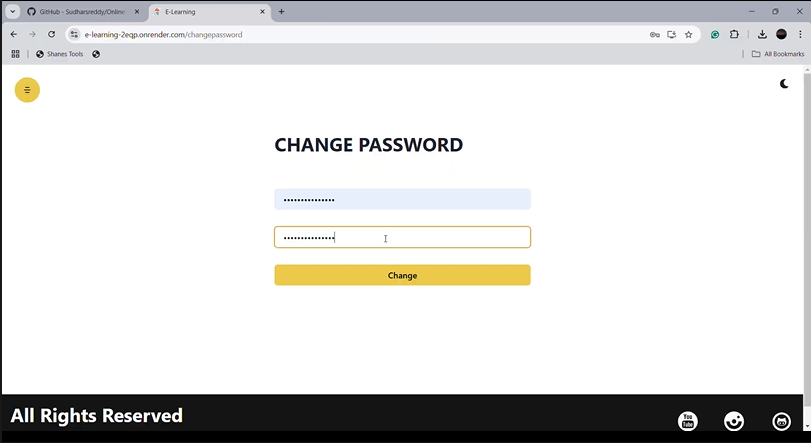 GitHub - Sudharsreddy/Online
E-Learning
e-learning-2eqp.onrender.com/changepassword
Shanes Tools
All Bookmarks
CHANGE PASSWORD
•••••••••••••••
•••••••••••••••
Change
All Rights Reserved
You
Tube